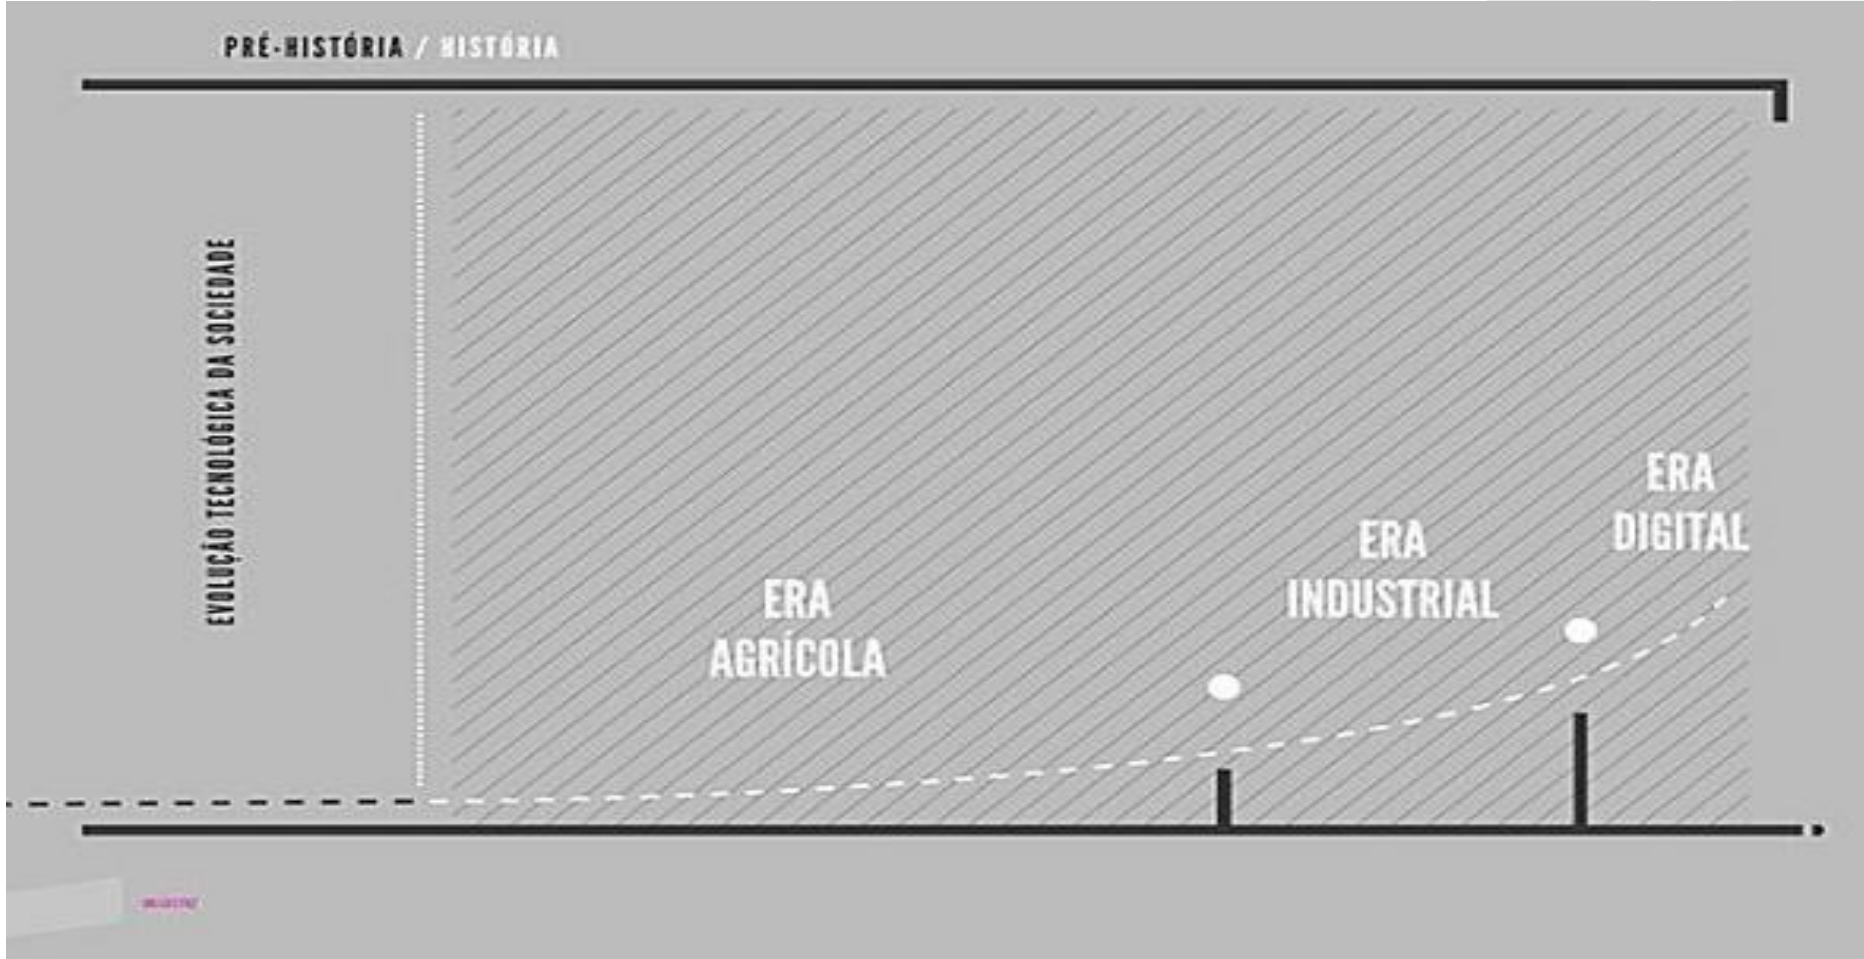 PRÉ-HISTÓRIA / HISTÓRIA
EVOLUÇÃO TECNOLÓGICA DA SOCIEDADE
ERA
AGRÍCOLA
ERA
INDUSTRIAL
ERA
DIGITAL